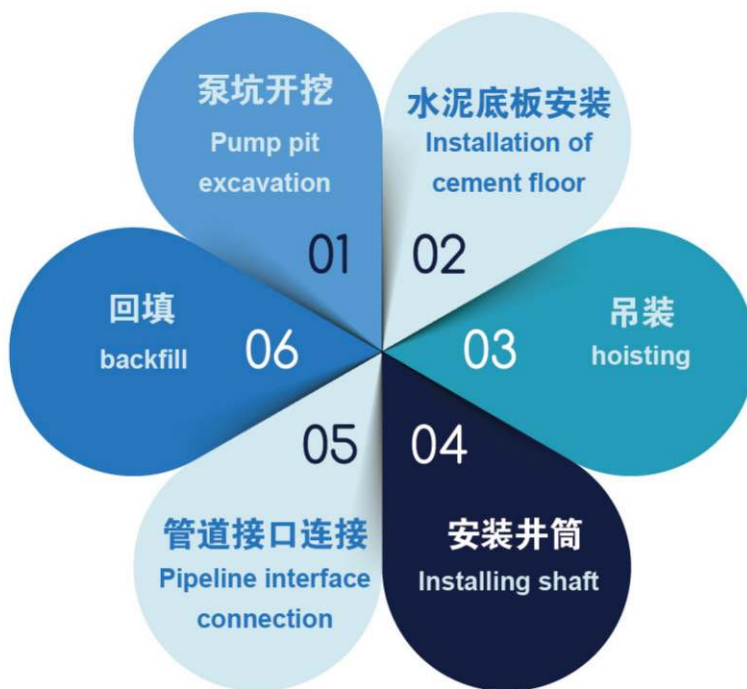 泵坑开挖
Pump pit
excavation
01
水泥底板安装
Installation of
cement floor
02
吊装
03
hoisting
安装井筒
04
Installing shaft
05
管道接口连接
Pipeline interface
connection
回填
06
backfill